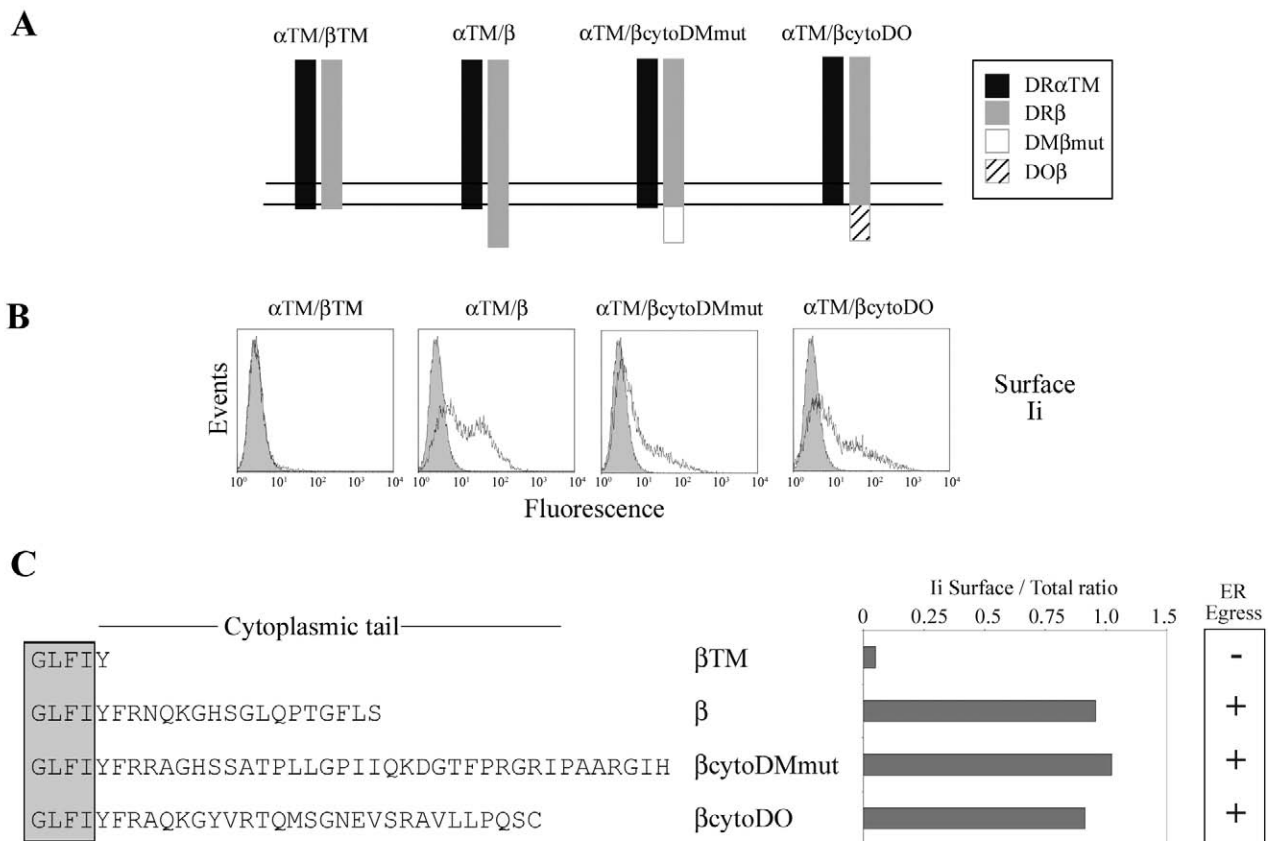 A
αTM/βTM αTM/β αTM/βcytoDMmut αTM/βcytoDO
DRαTM
DRβ
DMβmut
DOβ
B
αTM/βTM αTM/β αTM/βcytoDMmut αTM/βcytoDO
Events
10⁰ 10¹ 10² 10³ 10⁴ 10⁰ 10¹ 10² 10³ 10⁴ 10⁰ 10¹ 10² 10³ 10⁴ 10⁰ 10¹ 10² 10³ 10⁴
Fluorescence
Surface
Ii
C
Cytoplasmic tail
Ii Surface / Total ratio
0 0.25 0.5 0.75 1.0 1.5
ER
Egress
GLFIY βTM -
GLFIYFRNQKGHSGLQPTGFLS β +
GLFIYFRRAGHSSATPLLGPIIQKDGTFPRGRIPAARGIH βcytoDMmut +
GLFIYFRAQKGYVRTQMSGNEVSRAVLLPQSC βcytoDO +